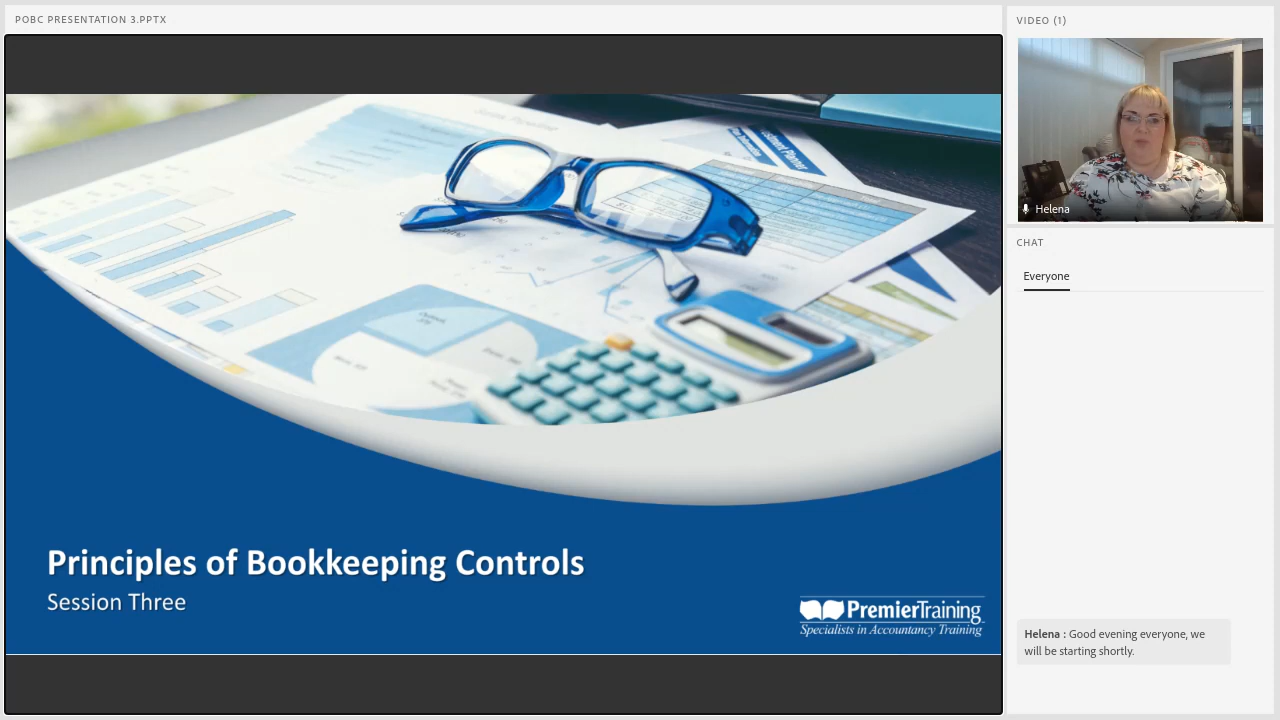 POBC PRESENTATION 3.PPTX
VIDEO (1)
Helena
CHAT
Everyone
Principles of Bookkeeping Controls
Session Three
PremierTraining
Specialists in Accountancy Training
Helena : Good evening everyone, we
will be starting shortly.